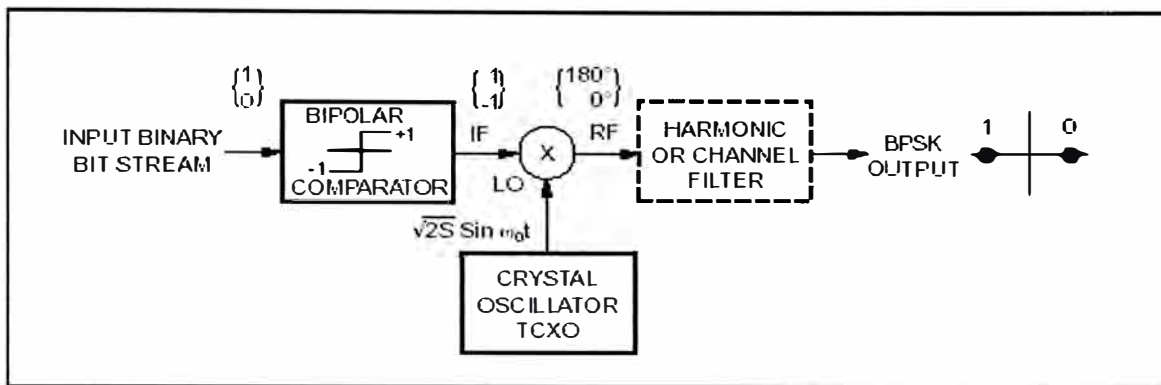 {1
0}
INPUT BINARY
BIT STREAM
BIPOLAR
+1
-1
COMPARATOR
{1
-1}
IF
LO
X
{180°
0°}
RF
√2S Sin ω₀t
CRYSTAL
OSCILLATOR
TCXO
HARMONIC
OR CHANNEL
FILTER
BPSK
OUTPUT
1 0